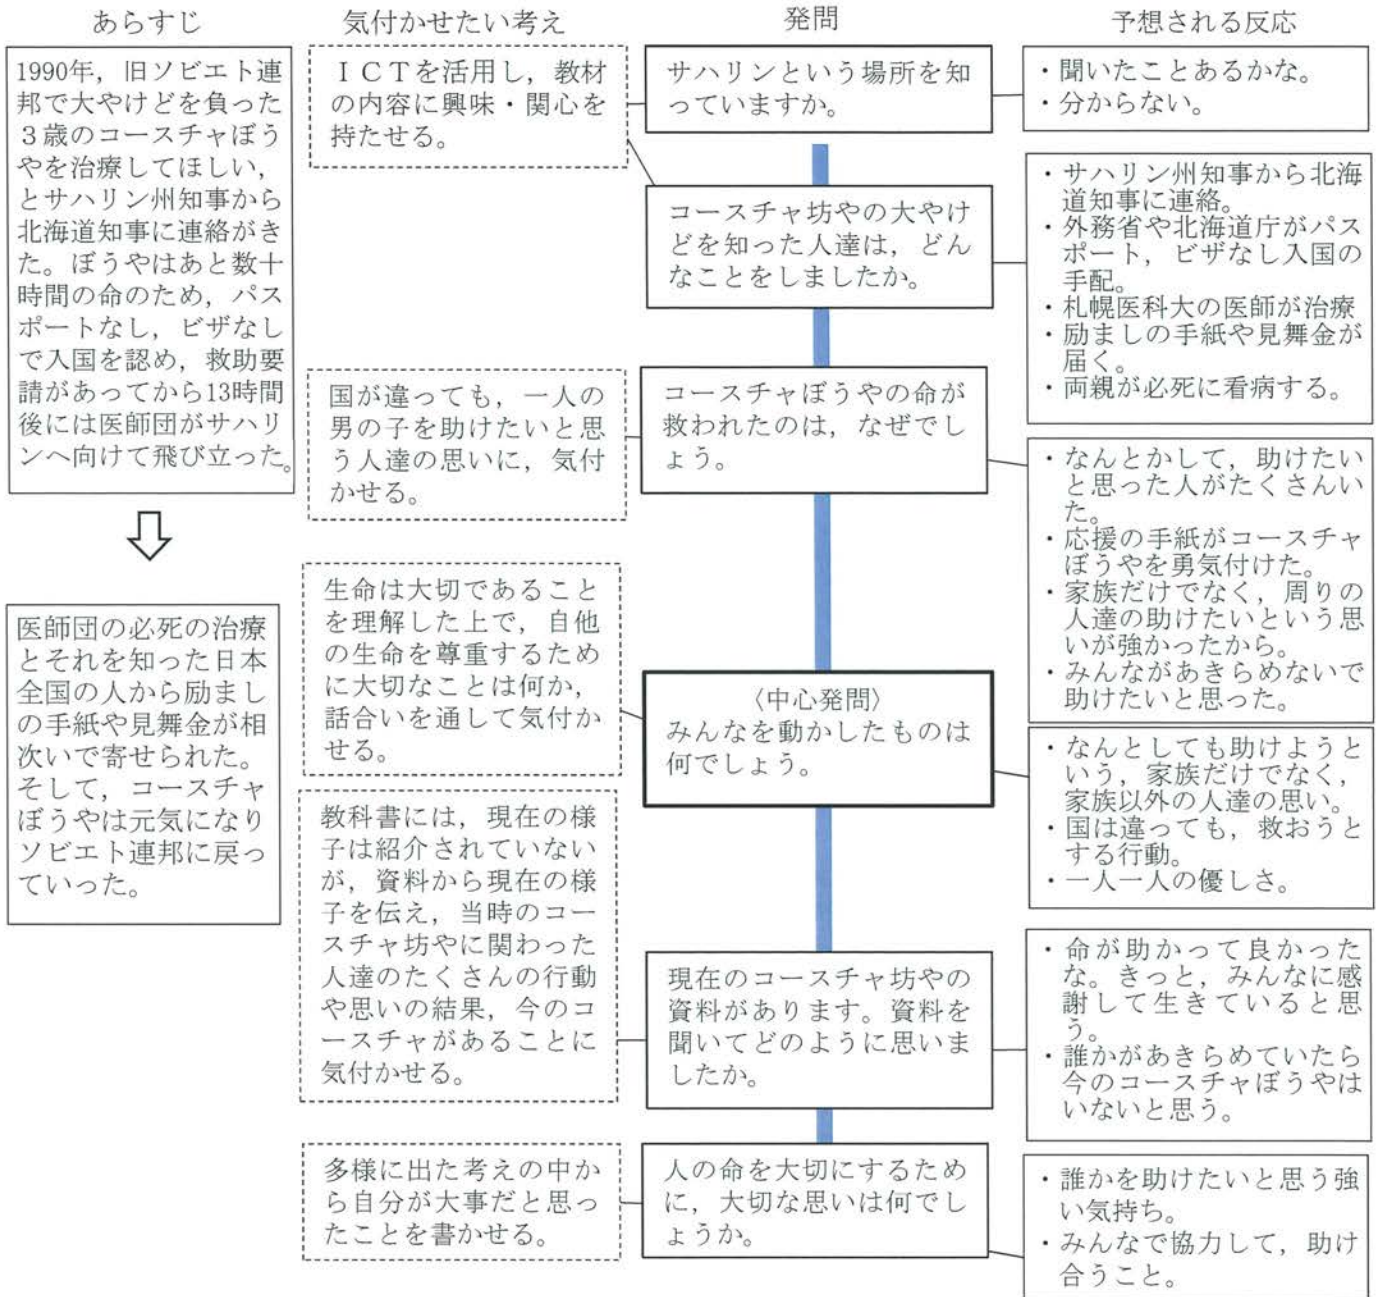 あらすじ
気付かせたい考え
発問
予想される反応
1990年，旧ソビエト連
邦で大やけどを負った
３歳のコースチャぼう
やを治療してほしい，
とサハリン州知事から
北海道知事に連絡がき
た。ぼうやはあと数十
時間の命のため，パス
ポートなし，ビザなし
で入国を認め，救助要
請があってから13時間
後には医師団がサハリ
ンへ向けて飛び立った。
医師団の必死の治療
とそれを知った日本
全国の人から励まし
の手紙や見舞金が相
次いで寄せられた。
そして，コースチャ
ぼうやは元気になり
ソビエト連邦に戻っ
ていった。
ＩＣＴを活用し，教材
の内容に興味・関心を
持たせる。
国が違っても，一人の
男の子を助けたいと思
う人達の思いに，気付
かせる。
生命は大切であること
を理解した上で，自他
の生命を尊重するため
に大切なことは何か，
話合いを通して気付か
せる。
教科書には，現在の様
子は紹介されていない
が，資料から現在の様
子を伝え，当時のコー
スチャ坊やに関わった
人達のたくさんの行動
や思いの結果，今のコ
ースチャがあることに
気付かせる。
多様に出た考えの中か
ら自分が大事だと思っ
たことを書かせる。
サハリンという場所を知
っていますか。
コースチャ坊やの大やけ
どを知った人達は，どん
なことをしましたか。
コースチャぼうやの命が
救われたのは，なぜでし
ょう。
〈中心発問〉
みんなを動かしたものは
何でしょう。
現在のコースチャ坊やの
資料があります。資料を
聞いてどのように思いま
したか。
人の命を大切にするため
に，大切な思いは何でし
ょうか。
・聞いたことあるかな。
・分からない。
・サハリン州知事から北海
道知事に連絡。
・外務省や北海道庁がパス
ポート，ビザなし入国の
手配。
・札幌医科大の医師が治療
・励ましの手紙や見舞金が
届く。
・両親が必死に看病する。
・なんとかして，助けたい
と思った人がたくさんい
た。
・応援の手紙がコースチャ
ぼうやを勇気付けた。
・家族だけでなく，周りの
人達の助けたいという思
いが強かったから。
・みんながあきらめないで
助けたいと思った。
・なんとしても助けようと
いう，家族だけでなく，
家族以外の人達の思い。
・国は違っても，救おうと
する行動。
・一人一人の優しさ。
・命が助かって良かった
な。きっと，みんなに感
謝して生きていると思
う。
・誰かがあきらめていたら
今のコースチャぼうやは
いないと思う。
・誰かを助けたいと思う強
い気持ち。
・みんなで協力して，助け
合うこと。